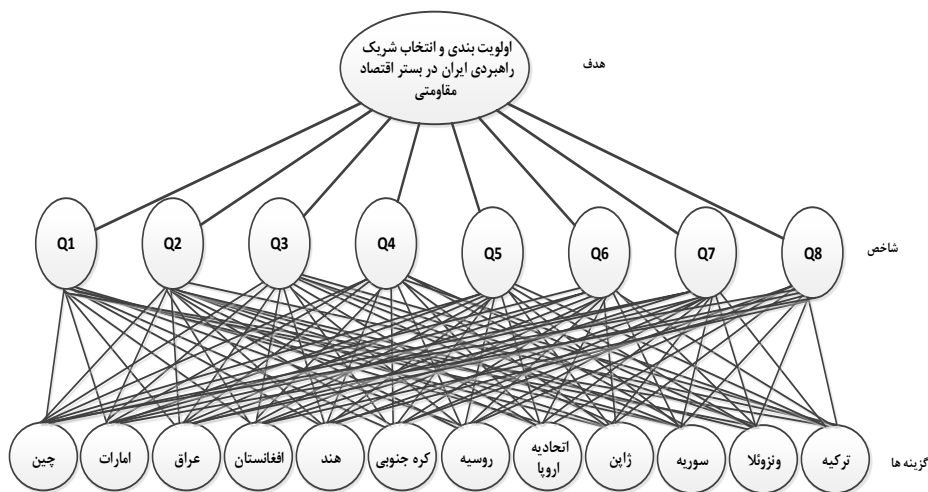 اولویت بندی و انتخاب شریک
راهبردی ایران در بستر اقتصاد
مقاومتی
هدف
Q1
Q2
Q3
Q4
Q5
Q6
Q7
Q8
شاخص
چین
امارات
عراق
افغانستان
هند
کره جنوبی
روسیه
اتحادیه
اروپا
ژاپن
سوریه
ونزوئلا
ترکیه
گزینه ها